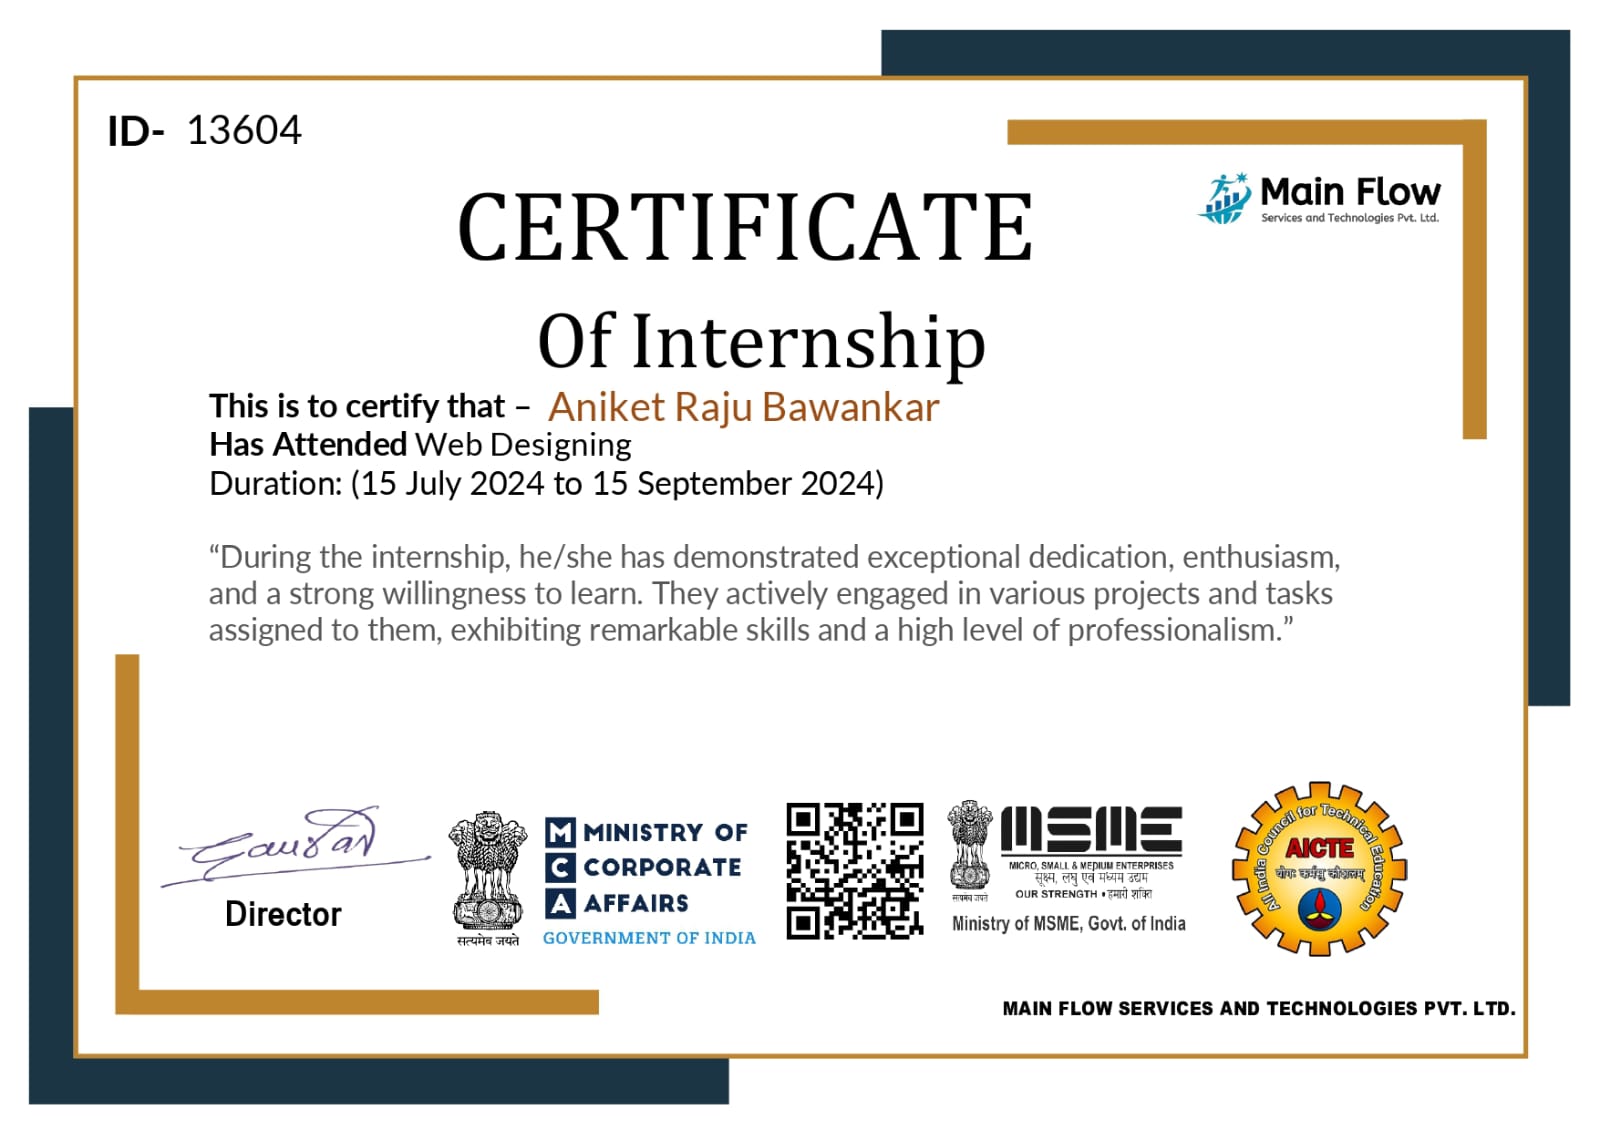 ID- 13604
Main Flow
Services and Technologies Pvt. Ltd.
CERTIFICATE
Of Internship
This is to certify that – Aniket Raju Bawankar
Has Attended Web Designing
Duration: (15 July 2024 to 15 September 2024)
“During the internship, he/she has demonstrated exceptional dedication, enthusiasm,
and a strong willingness to learn. They actively engaged in various projects and tasks
assigned to them, exhibiting remarkable skills and a high level of professionalism.”
Director
सत्यमेव जयते
M MINISTRY OF
C CORPORATE
A AFFAIRS
GOVERNMENT OF INDIA
सत्यमेव जयते
MSME
MICRO, SMALL & MEDIUM ENTERPRISES
सूक्ष्म, लघु एवं मध्यम उद्यम
OUR STRENGTH • हमारी शक्ति
Ministry of MSME, Govt. of India
All India Council for Technical Education
AICTE
योगः कर्मसु कौशलम्
MAIN FLOW SERVICES AND TECHNOLOGIES PVT. LTD.